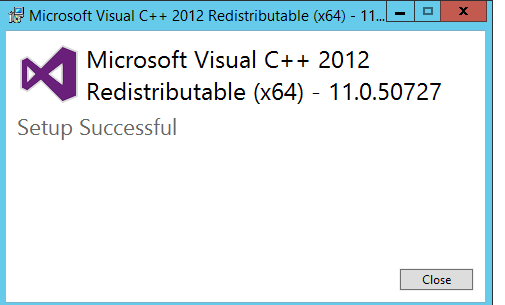 Microsoft Visual C++ 2012 Redistributable (x64) - 11...
Microsoft Visual C++ 2012
Redistributable (x64) - 11.0.50727
Setup Successful
Close